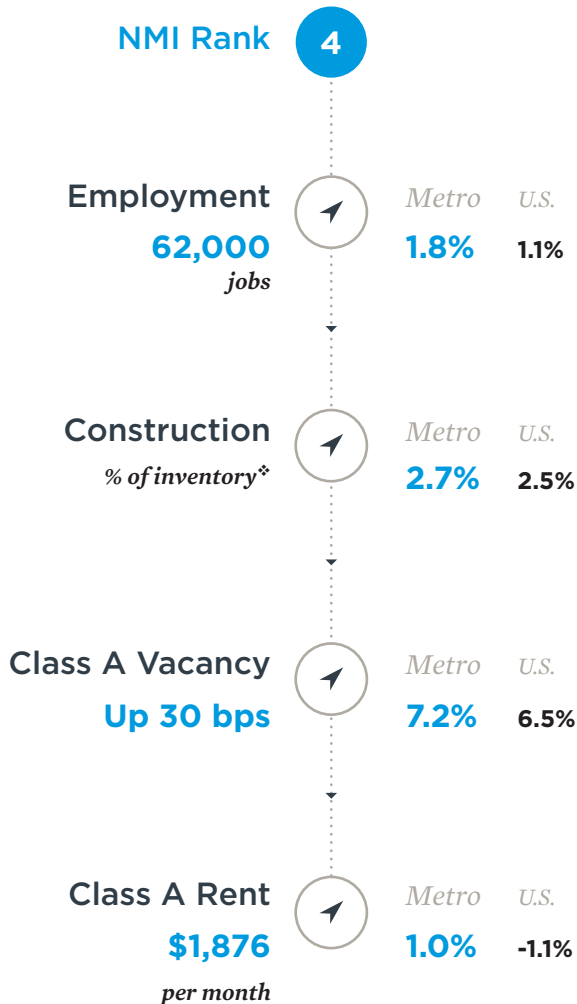 NMI Rank 4
Employment Metro U.S.
62,000 1.8% 1.1%
jobs
Construction Metro U.S.
% of inventory❖ 2.7% 2.5%
Class A Vacancy Metro U.S.
Up 30 bps 7.2% 6.5%
Class A Rent Metro U.S.
$1,876 1.0% -1.1%
per month